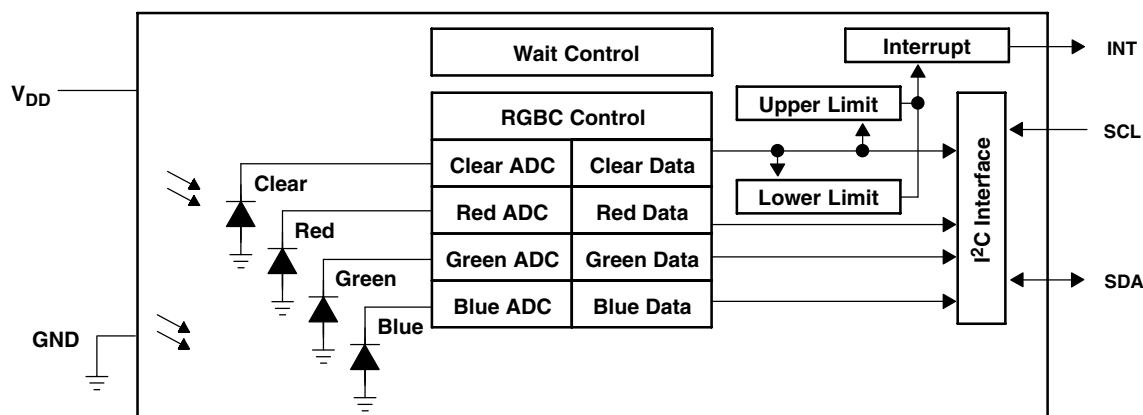 Wait Control
Interrupt
INT
V_DD
RGBC Control
Upper Limit
SCL
Clear ADC
Clear Data
Clear
Lower Limit
Red ADC
Red Data
Red
I²C Interface
Green ADC
Green Data
Green
SDA
Blue ADC
Blue Data
Blue
GND